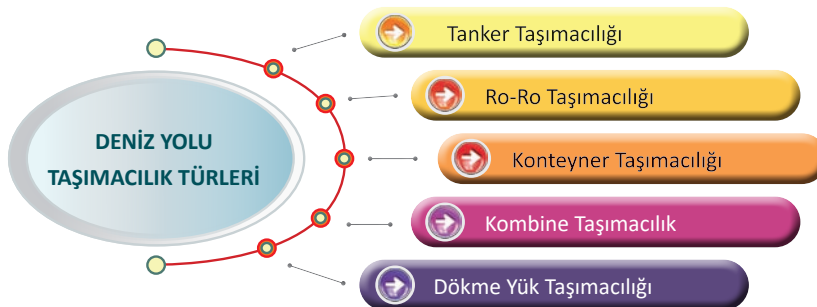 DENİZ YOLU
TAŞIMACILIK TÜRLERİ
Tanker Taşımacılığı
Ro-Ro Taşımacılığı
Konteyner Taşımacılığı
Kombine Taşımacılık
Dökme Yük Taşımacılığı